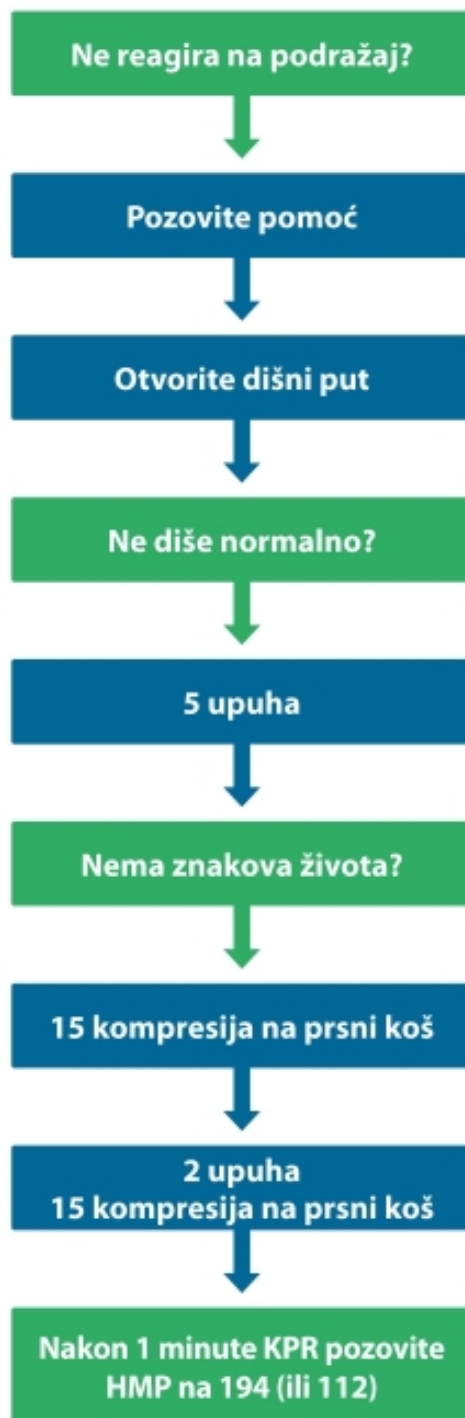 Ne reagira na podražaj?
Pozovite pomoć
Otvorite dišni put
Ne diše normalno?
5 upuha
Nema znakova života?
15 kompresija na prsni koš
2 upuha
15 kompresija na prsni koš
Nakon 1 minute KPR pozovite
HMP na 194 (ili 112)